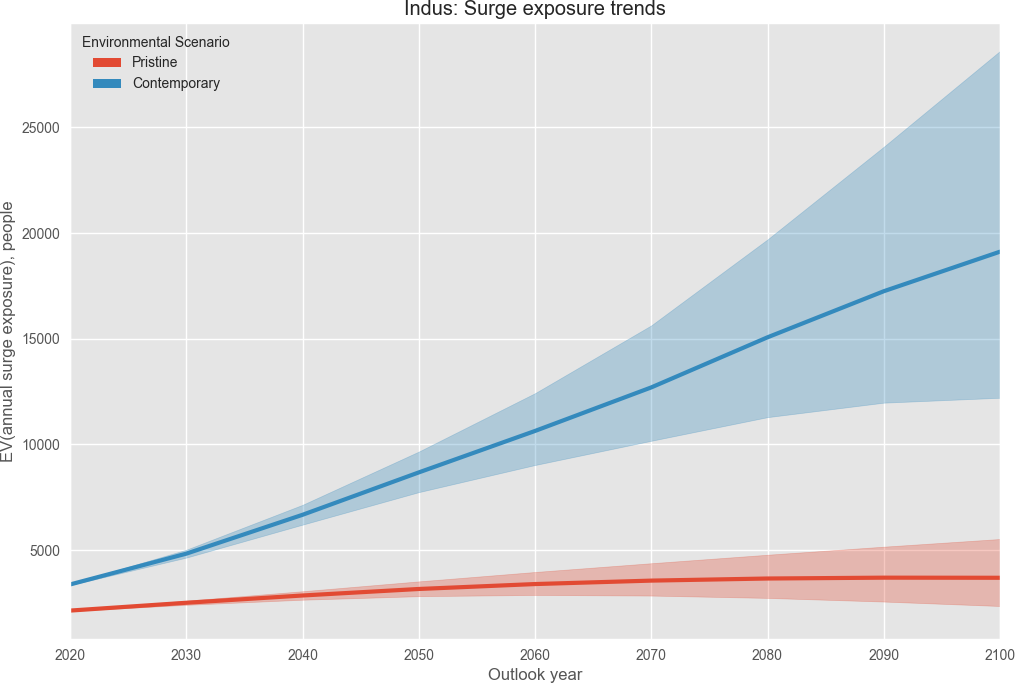 Indus: Surge exposure trends
Environmental Scenario
Pristine
Contemporary
EV(annual surge exposure), people
25000
20000
15000
10000
5000
2020 2030 2040 2050 2060 2070 2080 2090 2100
Outlook year